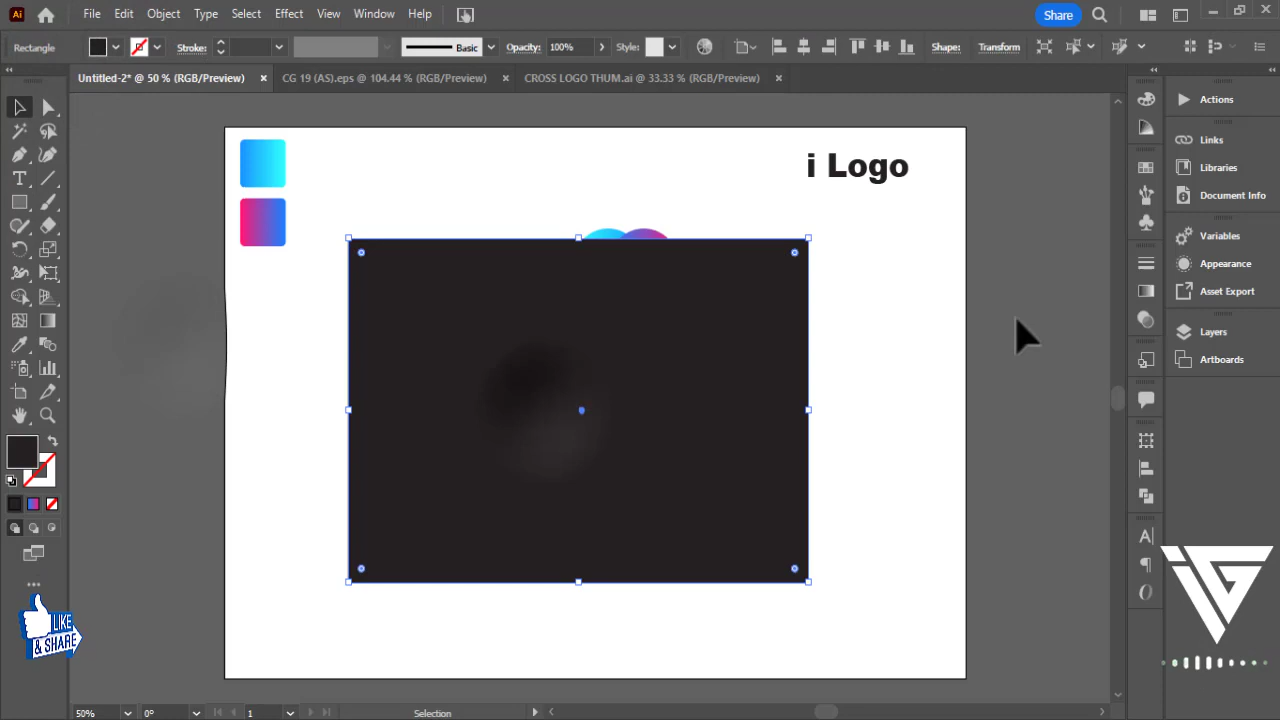 Ai File Edit Object Type Select Effect View Window Help Share
Rectangle Stroke: Basic Opacity: 100% Style: Shape: Transform
Untitled-2* @ 50 % (RGB/Preview) × CG 19 (AS).eps @ 104.44 % (RGB/Preview) × CROSS LOGO THUM.ai @ 33.33 % (RGB/Preview) ×
Actions
Links
Libraries
Document Info
Variables
Appearance
Asset Export
Layers
Artboards
i Logo
LIKE
& SHARE
50% 0° 1 Selection